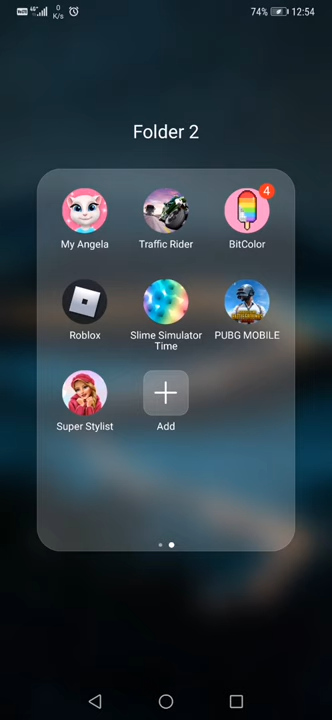 0
K/s
74%
12:54
Folder 2
4
My Angela
Traffic Rider
BitColor
Roblox
Slime Simulator
Time
PUBG MOBILE
Super Stylist
Add